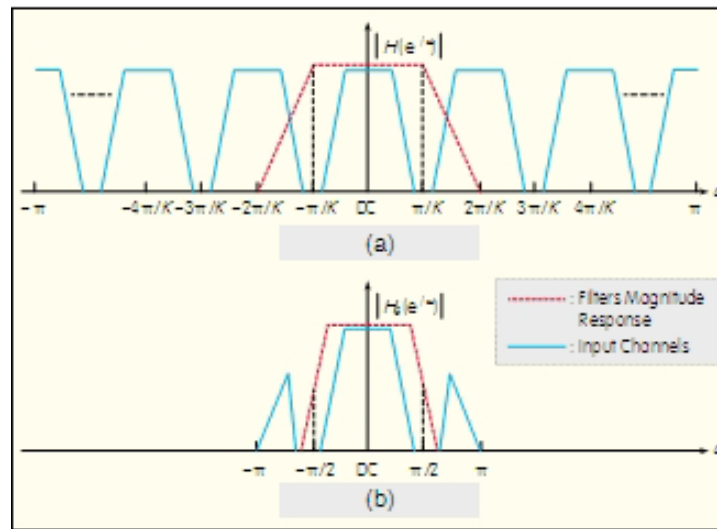 |H(e^jω)|
−π −4π/K −3π/K −2π/K −π/K DC π/K 2π/K 3π/K 4π/K π
(a)
|H₀(e^jω)|
: Filters Magnitude
Response
: Input Channels
−π −π/2 DC π/2 π
(b)